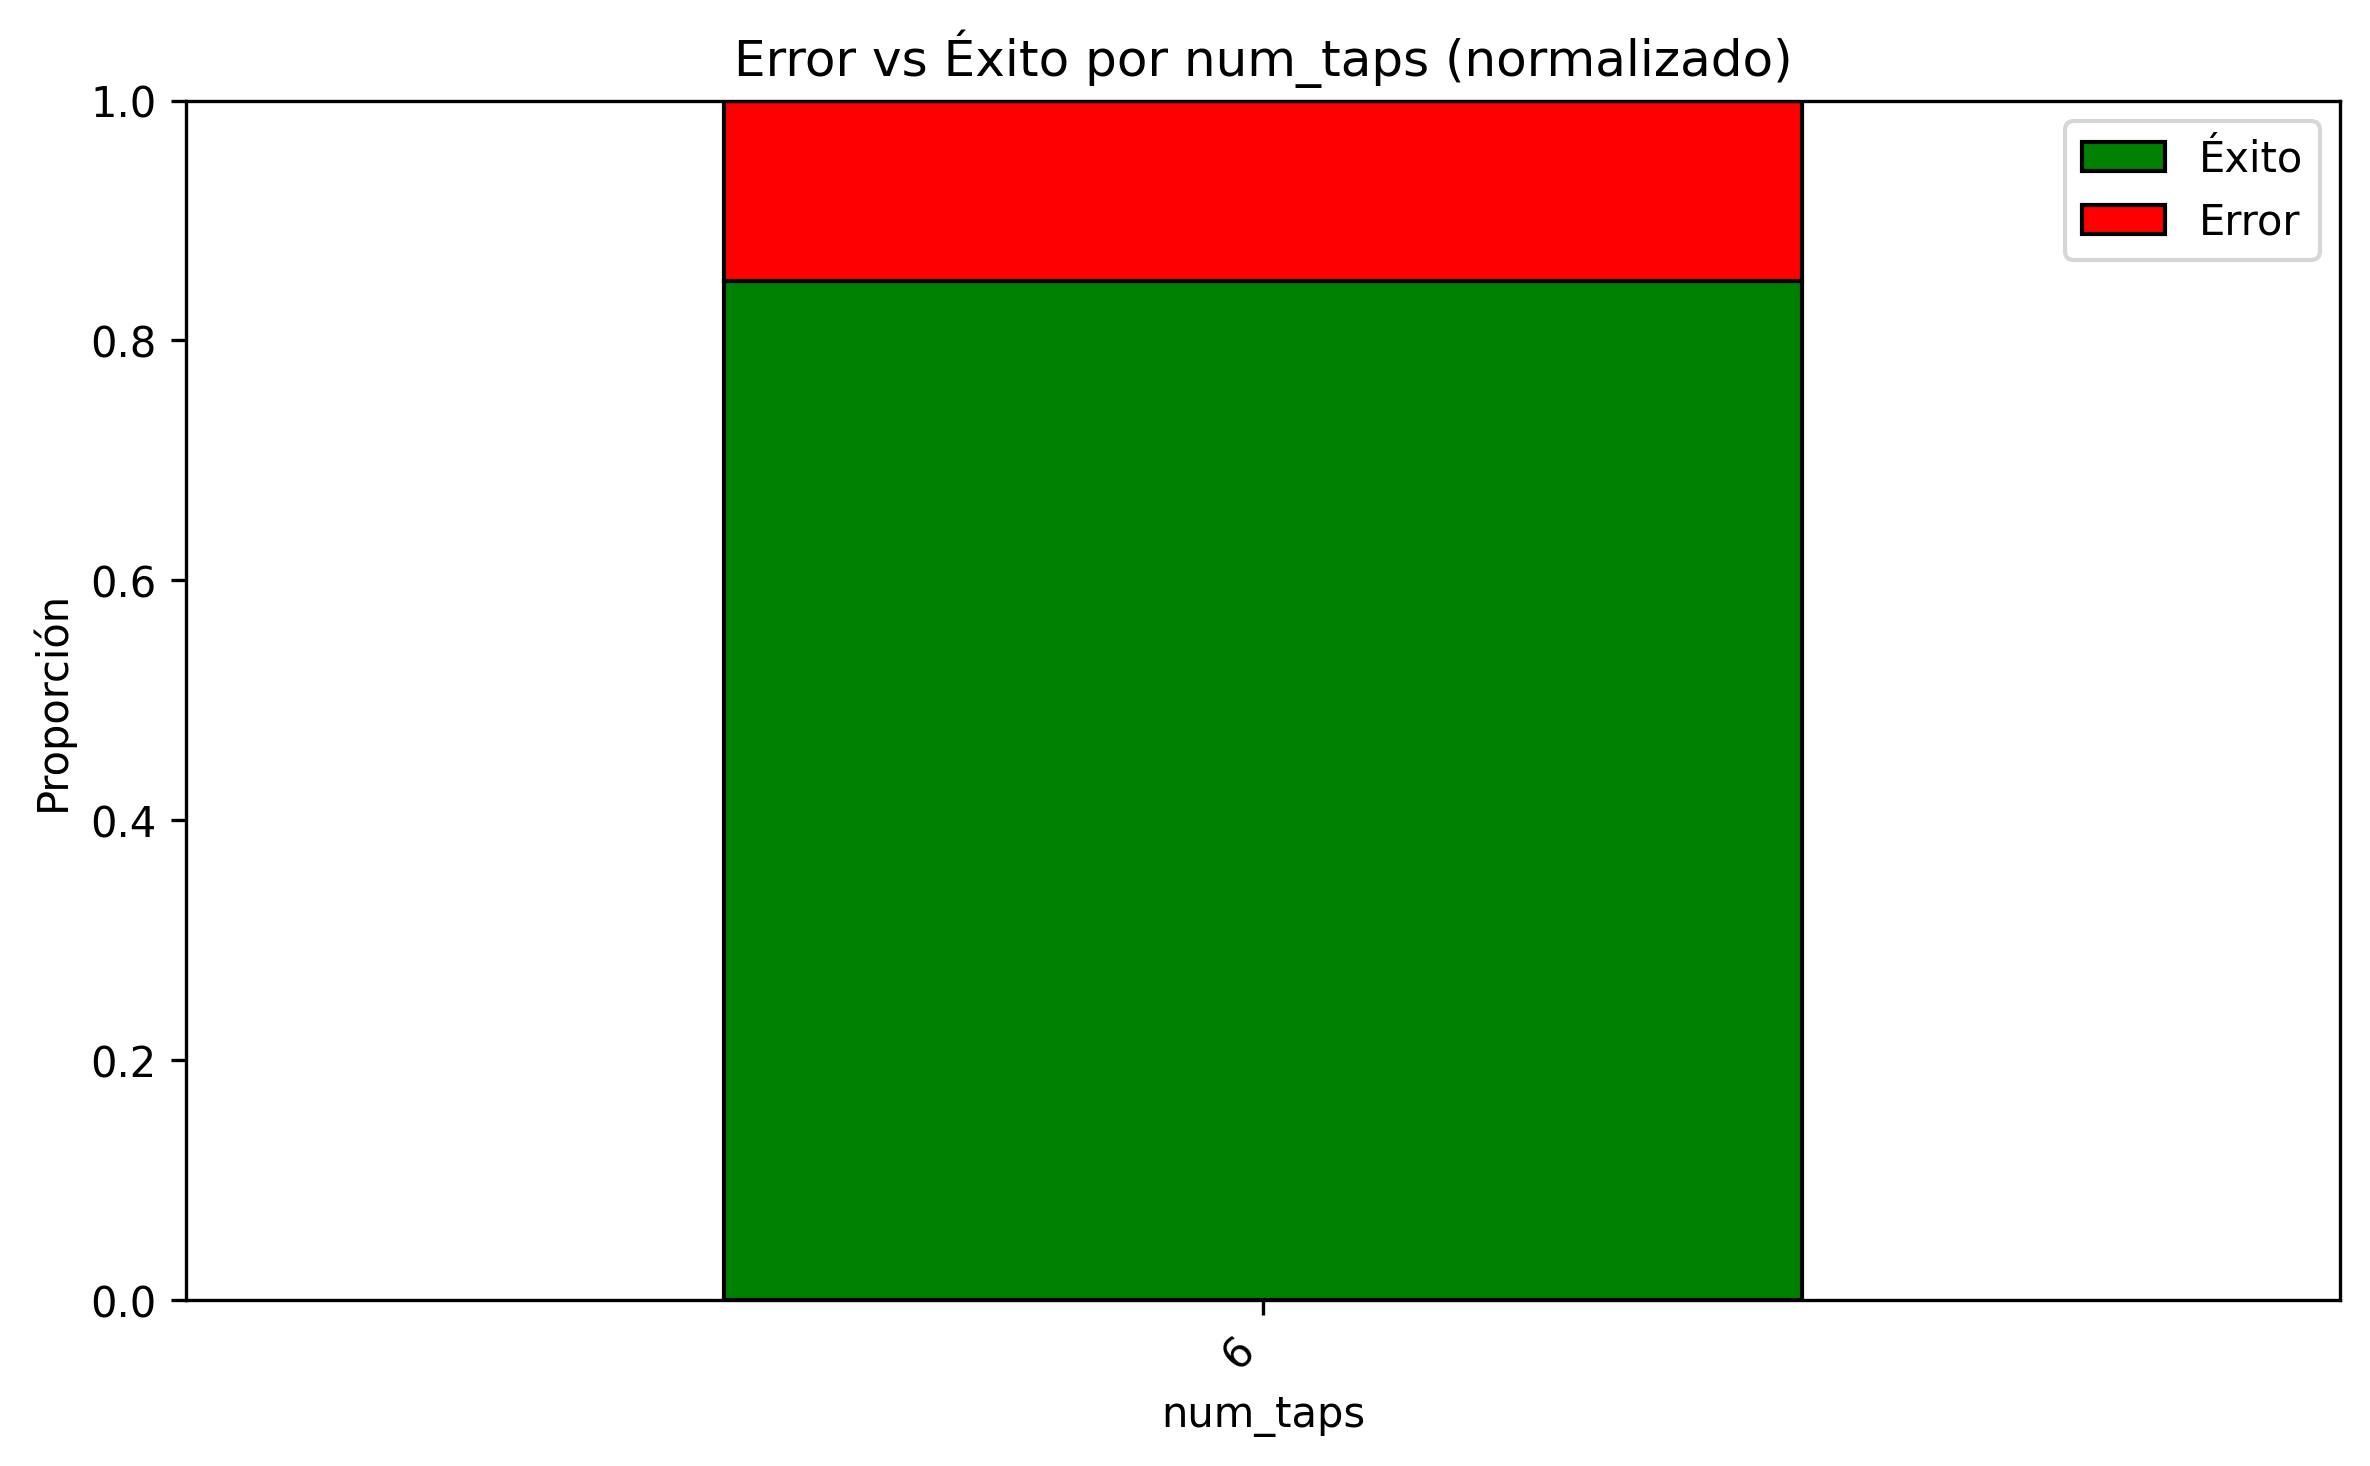 Error vs Éxito por num_taps (normalizado)
1.0
0.8
0.6
0.4
0.2
0.0
Proporción
Éxito
Error
6
num_taps